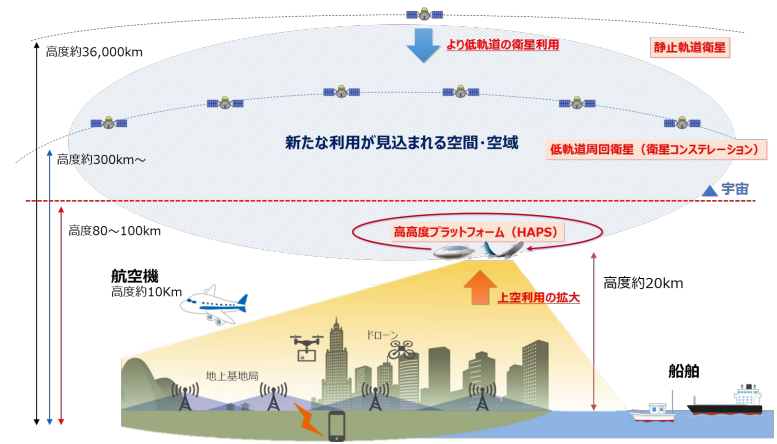 高度約36,000km
より低軌道の衛星利用
静止軌道衛星
新たな利用が見込まれる空間・空域
低軌道周回衛星（衛星コンステレーション）
高度約300km～
宇宙
高度80～100km
高高度プラットフォーム（HAPS）
航空機
高度約10Km
上空利用の拡大
高度約20km
ドローン
地上基地局
船舶